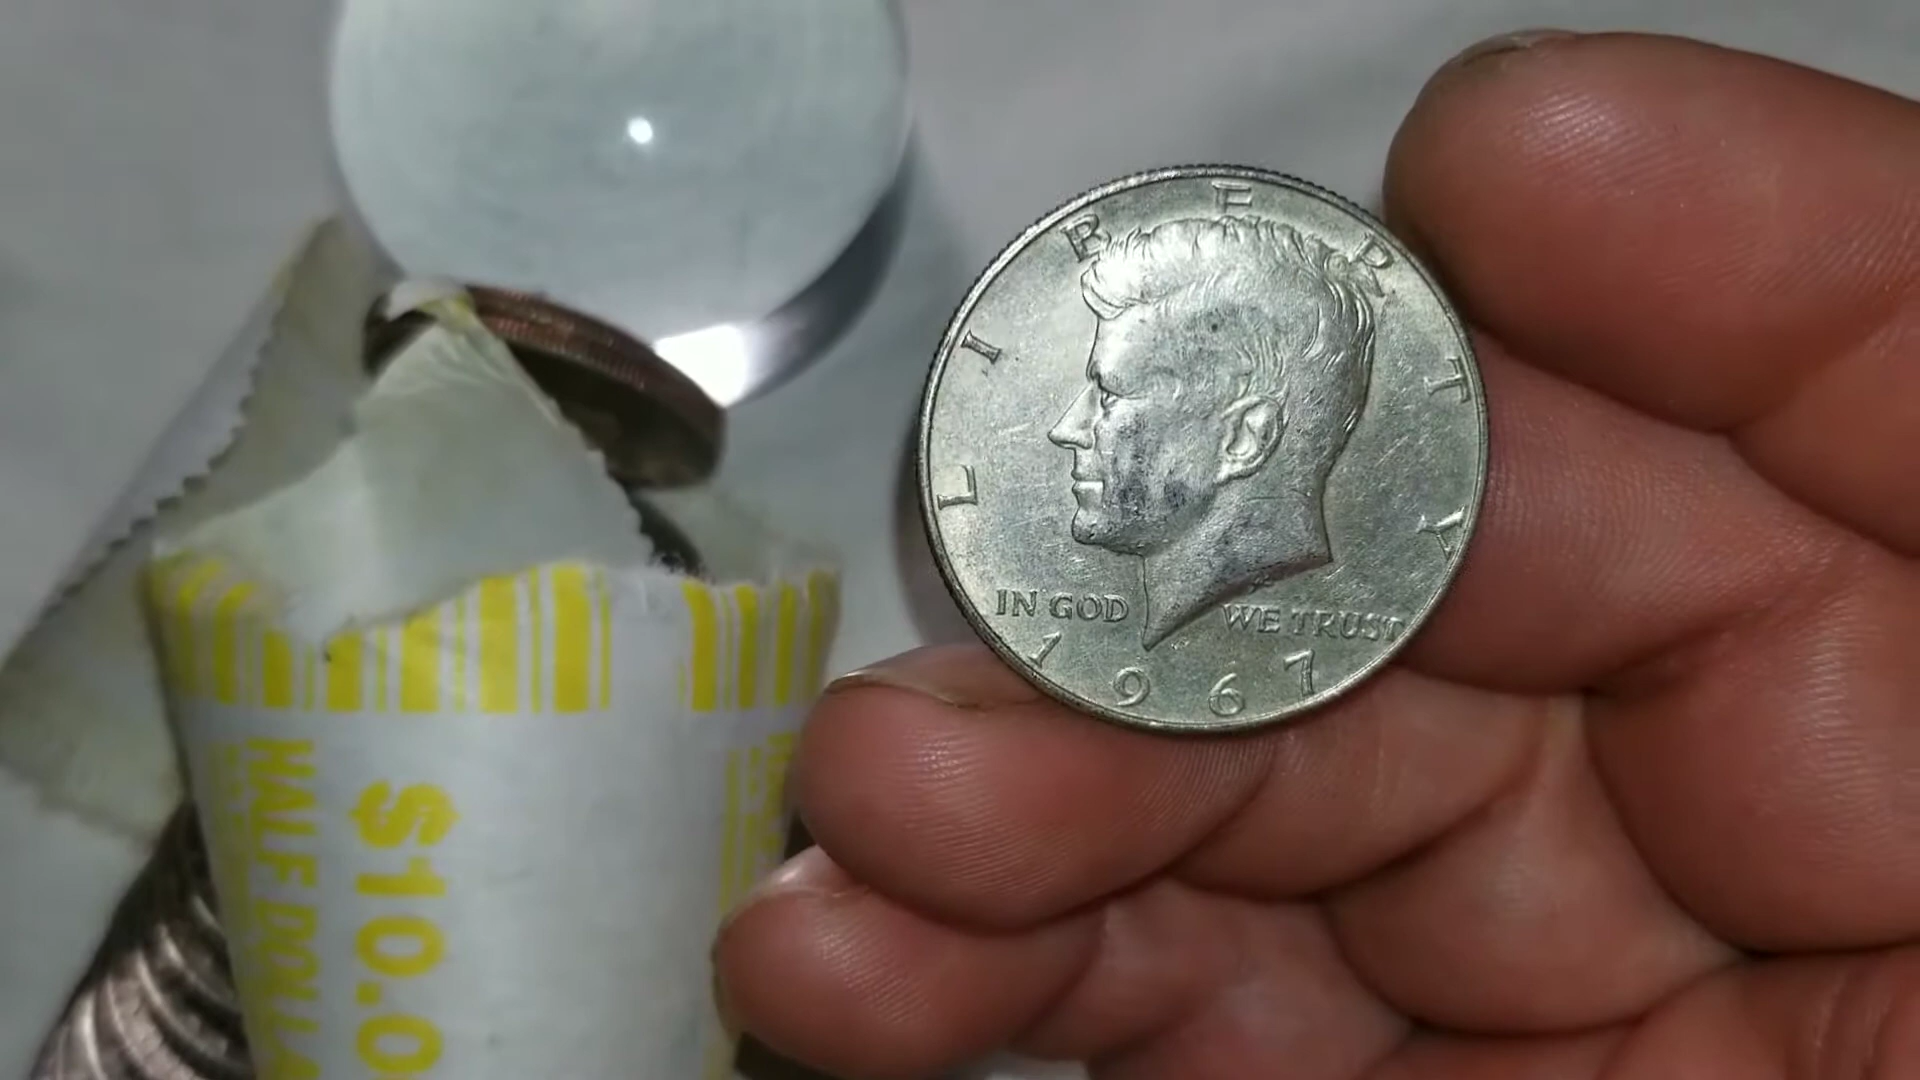 LIBERTY
IN GOD WE TRUST
1967
$10.0
HALF DOLLA